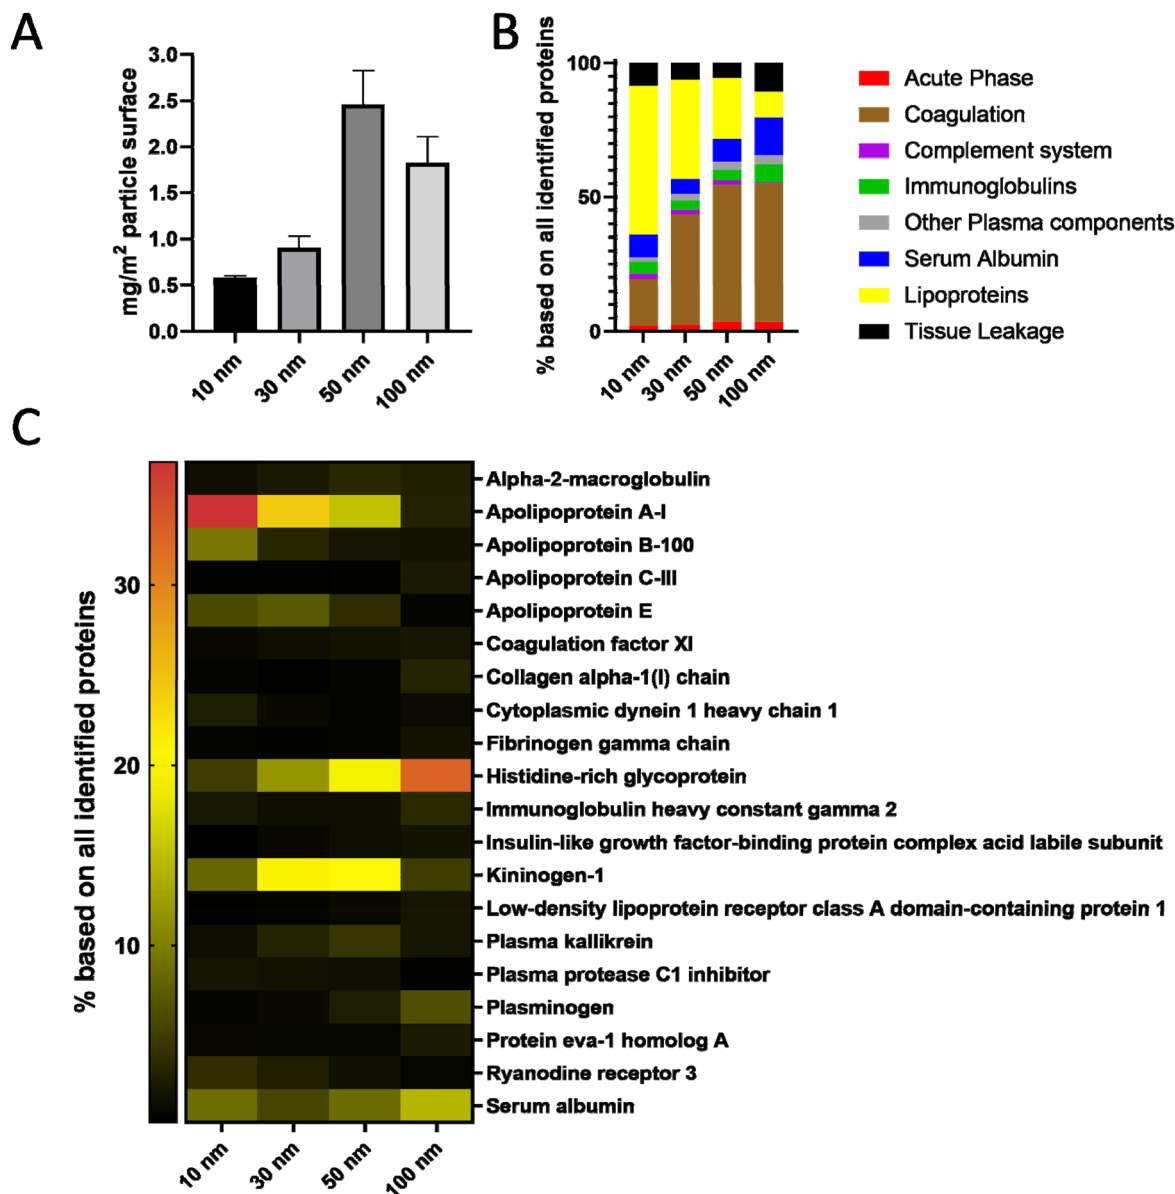 A
mg/m² particle surface
3.0
2.5
2.0
1.5
1.0
0.5
0.0
10 nm
30 nm
50 nm
100 nm
B
% based on all identified proteins
100
50
0
10 nm
30 nm
50 nm
100 nm
Acute Phase
Coagulation
Complement system
Immunoglobulins
Other Plasma components
Serum Albumin
Lipoproteins
Tissue Leakage
C
% based on all identified proteins
30
20
10
Alpha-2-macroglobulin
Apolipoprotein A-I
Apolipoprotein B-100
Apolipoprotein C-III
Apolipoprotein E
Coagulation factor XI
Collagen alpha-1(I) chain
Cytoplasmic dynein 1 heavy chain 1
Fibrinogen gamma chain
Histidine-rich glycoprotein
Immunoglobulin heavy constant gamma 2
Insulin-like growth factor-binding protein complex acid labile subunit
Kininogen-1
Low-density lipoprotein receptor class A domain-containing protein 1
Plasma kallikrein
Plasma protease C1 inhibitor
Plasminogen
Protein eva-1 homolog A
Ryanodine receptor 3
Serum albumin
10 nm
30 nm
50 nm
100 nm